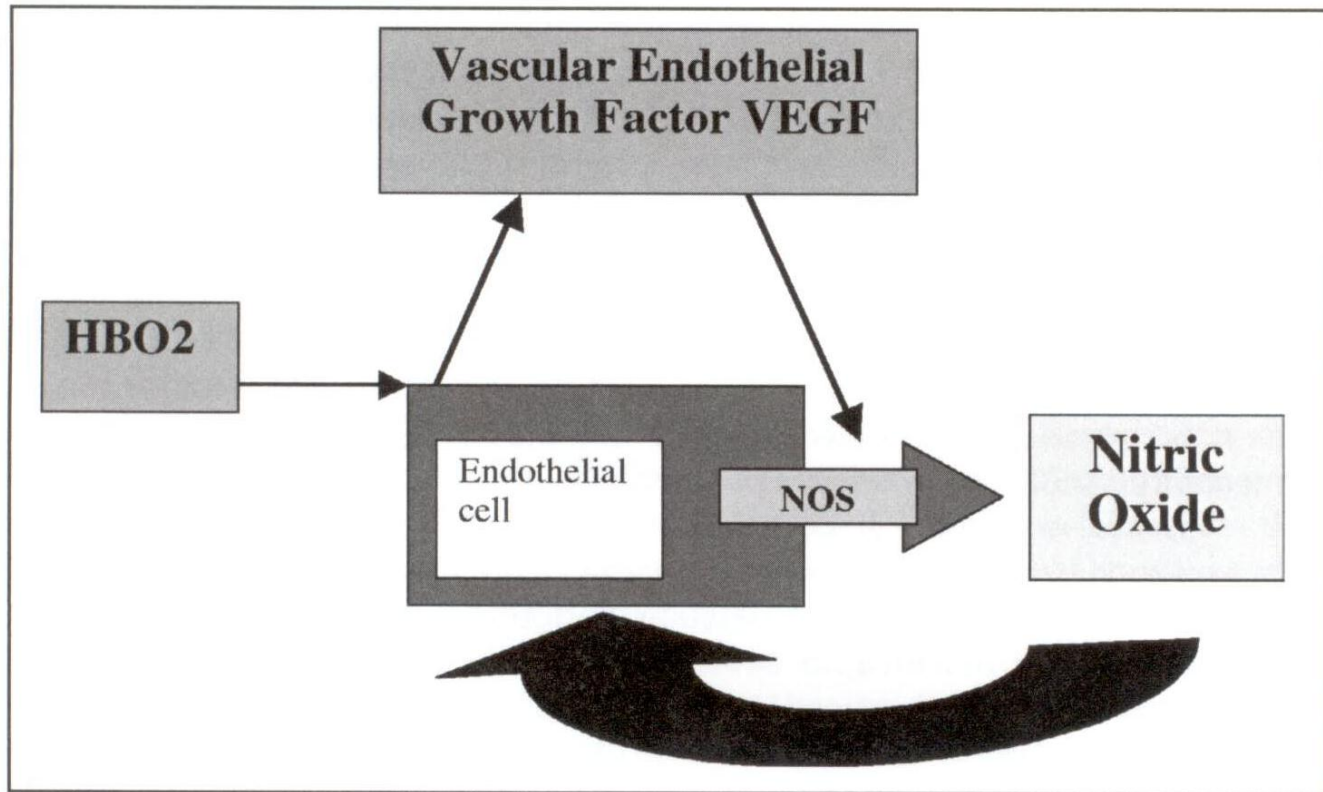 Vascular Endothelial
Growth Factor VEGF
HBO2
Endothelial
cell
NOS
Nitric
Oxide